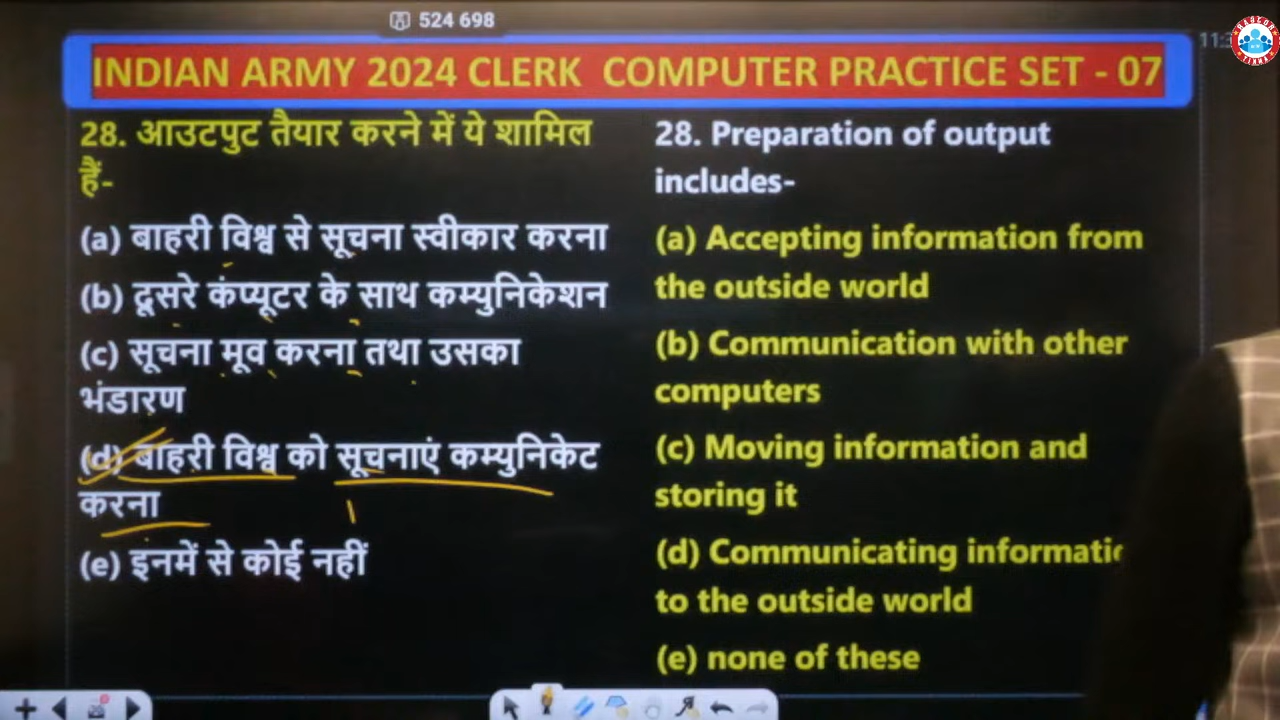 524 698
INDIAN ARMY 2024 CLERK COMPUTER PRACTICE SET - 07
28. आउटपुट तैयार करने में ये शामिल
हैं-
(a) बाहरी विश्व से सूचना स्वीकार करना
(b) दूसरे कंप्यूटर के साथ कम्युनिकेशन
(c) सूचना मूव करना तथा उसका
भंडारण
(d) बाहरी विश्व को सूचनाएं कम्युनिकेट
करना
(e) इनमें से कोई नहीं
28. Preparation of output
includes-
(a) Accepting information from
the outside world
(b) Communication with other
computers
(c) Moving information and
storing it
(d) Communicating
to the outside world
(e) none of these